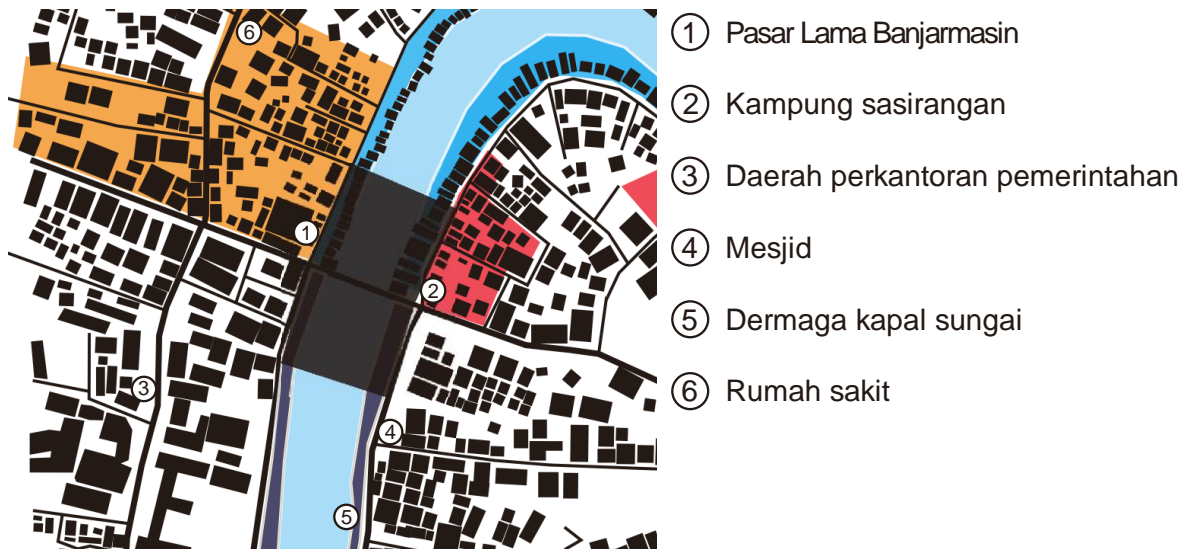 1 Pasar Lama Banjarmasin
2 Kampung sasirangan
3 Daerah perkantoran pemerintahan
4 Mesjid
5 Dermaga kapal sungai
6 Rumah sakit
6
1
2
3
4
5